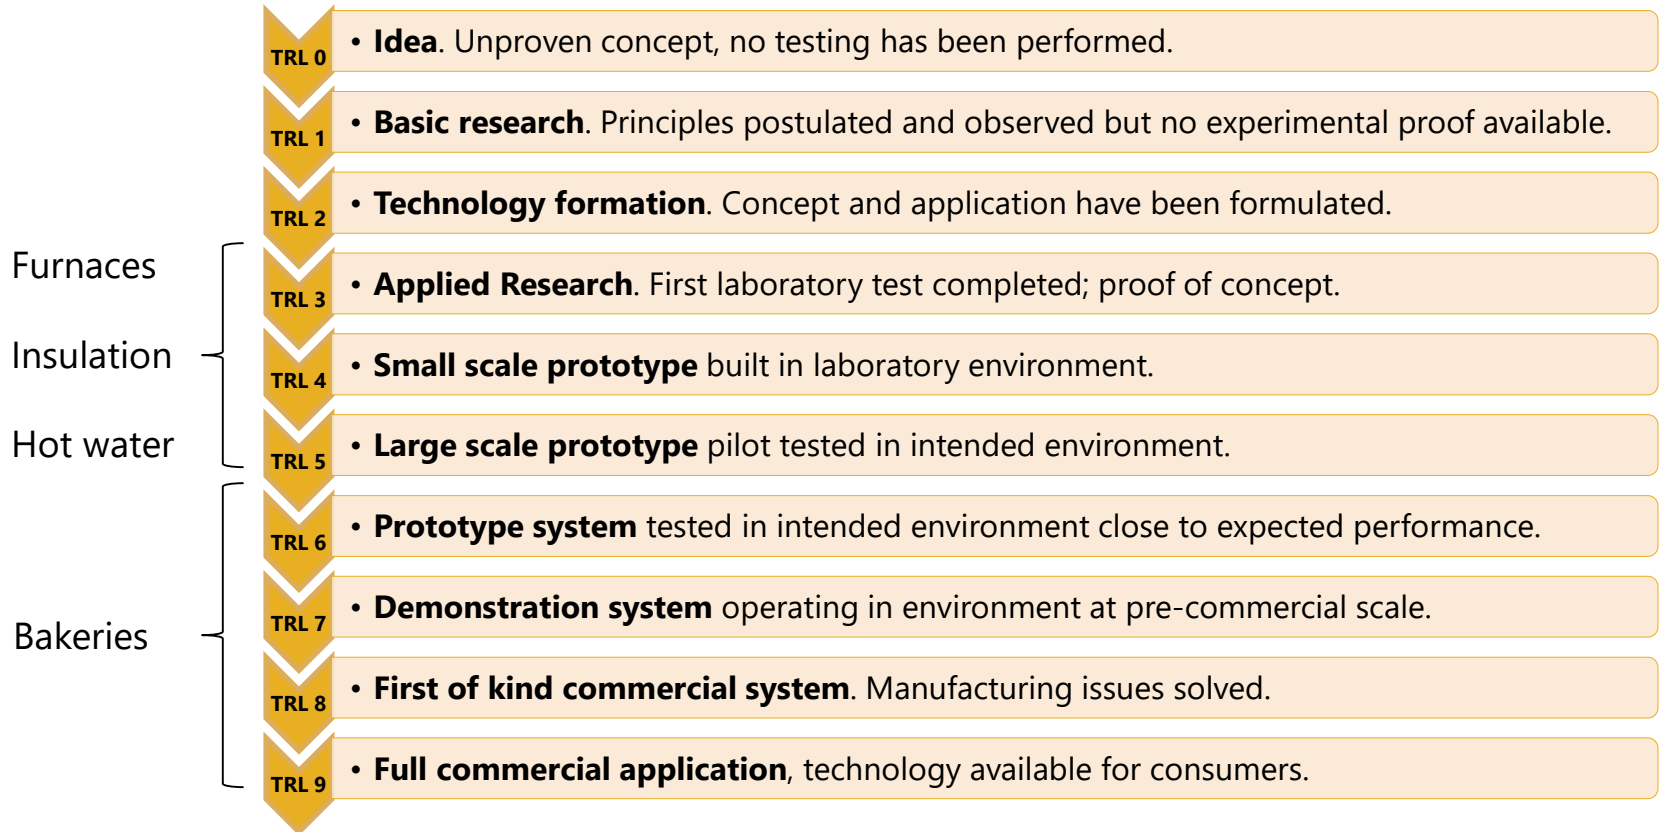 TRL 0
• Idea. Unproven concept, no testing has been performed.
TRL 1
• Basic research. Principles postulated and observed but no experimental proof available.
TRL 2
• Technology formation. Concept and application have been formulated.
Furnaces
TRL 3
• Applied Research. First laboratory test completed; proof of concept.
Insulation
TRL 4
• Small scale prototype built in laboratory environment.
Hot water
TRL 5
• Large scale prototype pilot tested in intended environment.
TRL 6
• Prototype system tested in intended environment close to expected performance.
TRL 7
• Demonstration system operating in environment at pre-commercial scale.
Bakeries
TRL 8
• First of kind commercial system. Manufacturing issues solved.
TRL 9
• Full commercial application, technology available for consumers.